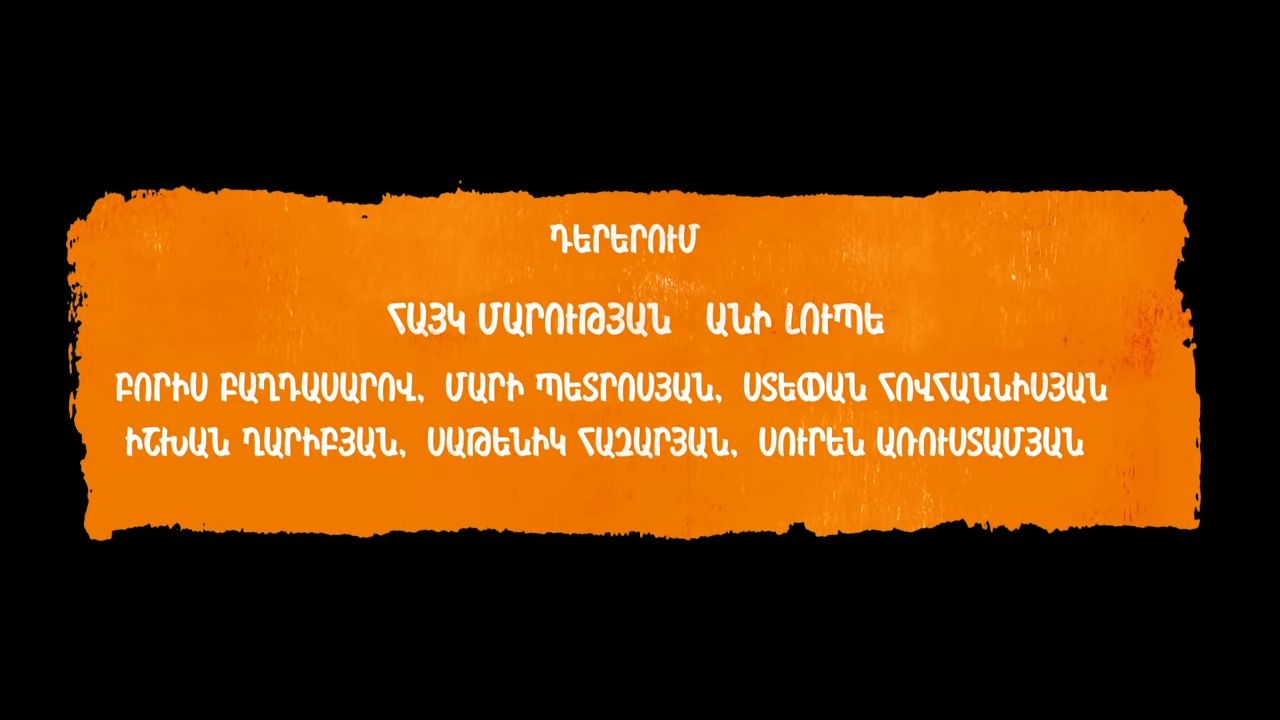 ԴԵՐԵՐՈՒՄ
ՀԱՅԿ ՄԱՐՈՒԹՅԱՆ ԱՆԻ ԼՈՒՊԵ
ԲՈՐԻՍ ԲԱՂԴԱՍԱՐՈՎ, ՄԱՐԻ ՊԵՏՐՈՍՅԱՆ, ՍՏԵՓԱՆ ՀՈՎՀԱՆՆԻՍՅԱՆ
ԻՇԽԱՆ ՂԱՐԻԲՅԱՆ, ՍԱԹԵՆԻԿ ՀԱԶԱՐՅԱՆ, ՍՈՒՐԵՆ ԱՌՈՒՍՏԱՄՅԱՆ